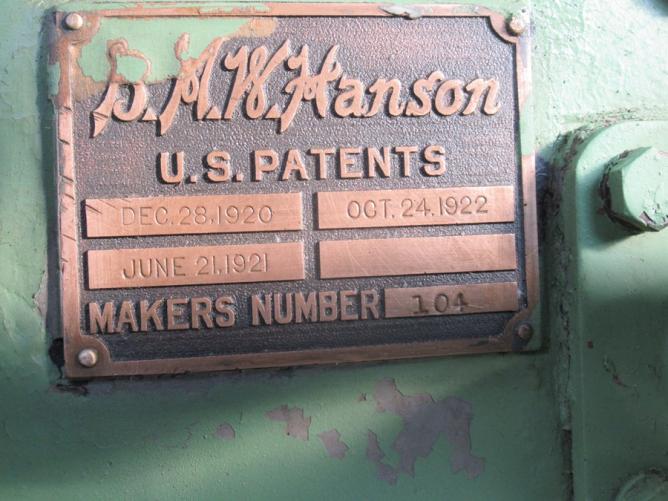 B.M.W. Hanson
U.S. PATENTS
DEC. 28, 1920 OCT. 24, 1922
JUNE 21, 1921
MAKERS NUMBER 104